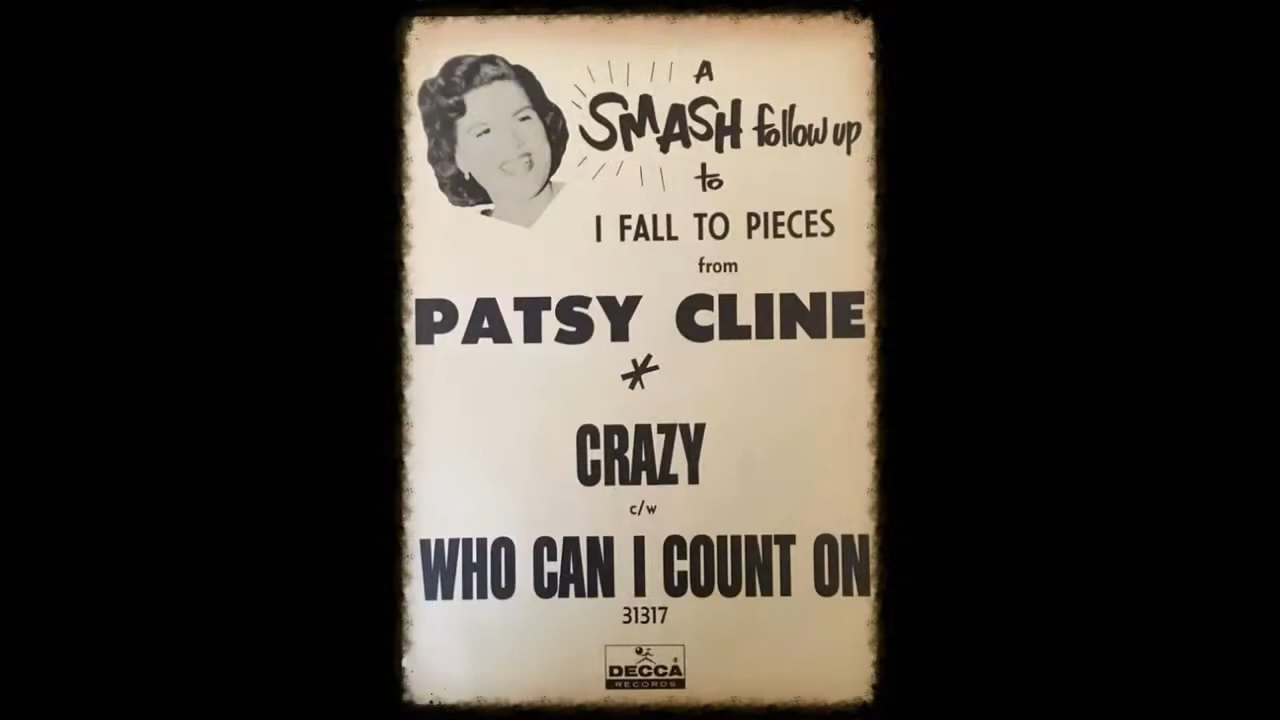 A
SMASH follow up
to
I FALL TO PIECES
from
PATSY CLINE
*
CRAZY
c/w
WHO CAN I COUNT ON
31317
DECCA
RECORDS